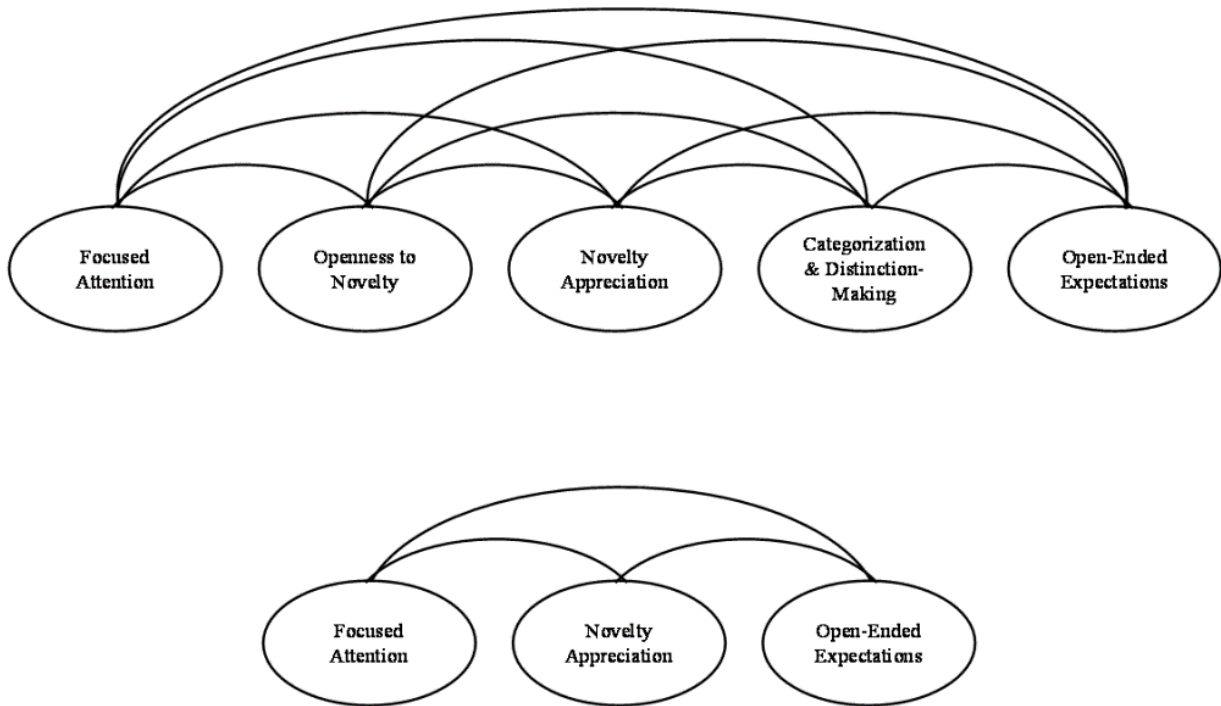 Focused
Attention
Openness to
Novelty
Novelty
Appreciation
Categorization
& Distinction-
Making
Open-Ended
Expectations
Focused
Attention
Novelty
Appreciation
Open-Ended
Expectations